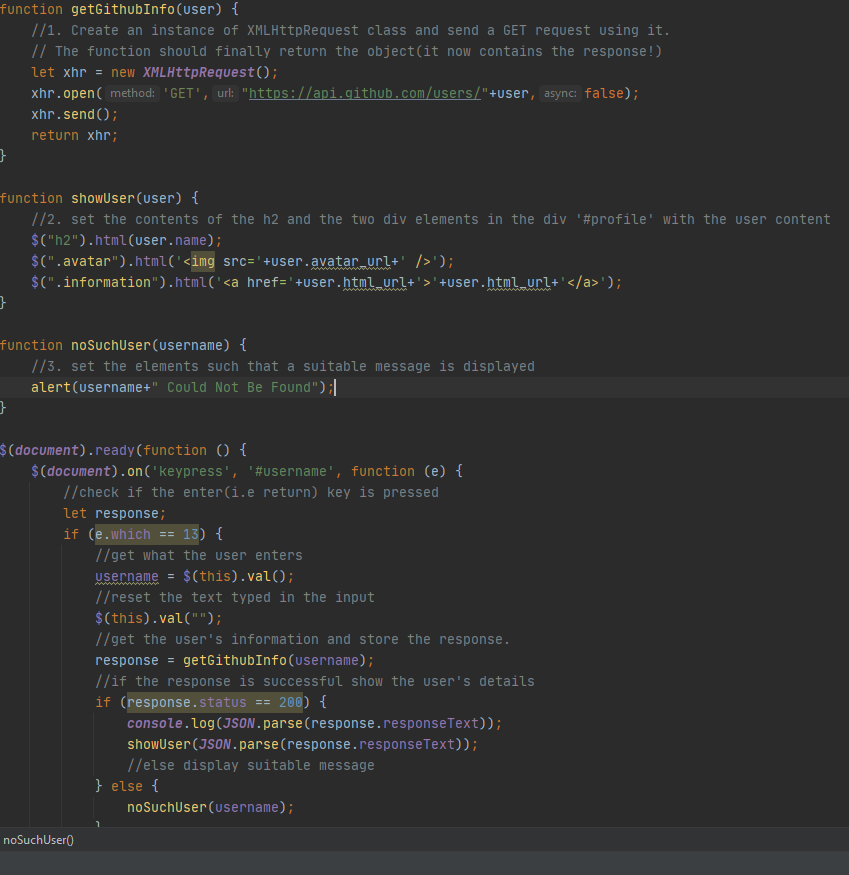 function getGithubInfo(user) {
    //1. Create an instance of XMLHttpRequest class and send a GET request using it.
    // The function should finally return the object(it now contains the response!)
    let xhr = new XMLHttpRequest();
    xhr.open( method: 'GET', url: "https://api.github.com/users/"+user, async: false);
    xhr.send();
    return xhr;
}
function showUser(user) {
    //2. set the contents of the h2 and the two div elements in the div '#profile' with the user content
    $("h2").html(user.name);
    $(".avatar").html('<img src='+user.avatar_url+' />');
    $(".information").html('<a href='+user.html_url+'>'+user.html_url+'</a>');
}
function noSuchUser(username) {
    //3. set the elements such that a suitable message is displayed
    alert(username+" Could Not Be Found");
}
$(document).ready(function () {
    $(document).on('keypress', '#username', function (e) {
        //check if the enter(i.e return) key is pressed
        let response;
        if (e.which == 13) {
            //get what the user enters
            username = $(this).val();
            //reset the text typed in the input
            $(this).val("");
            //get the user's information and store the response.
            response = getGithubInfo(username);
            //if the response is successful show the user's details
            if (response.status == 200) {
                console.log(JSON.parse(response.responseText));
                showUser(JSON.parse(response.responseText));
                //else display suitable message
            } else {
                noSuchUser(username);
            }
noSuchUser()